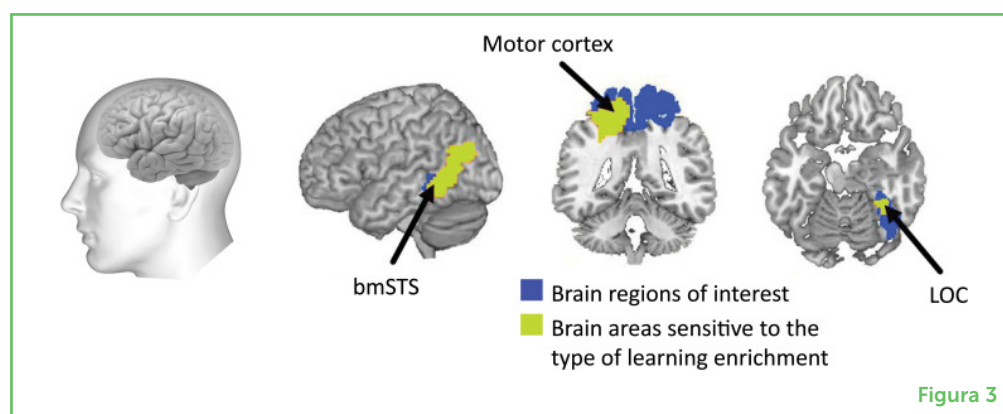 Motor cortex
bmSTS
LOC
Brain regions of interest
Brain areas sensitive to the
type of learning enrichment
Figura 3